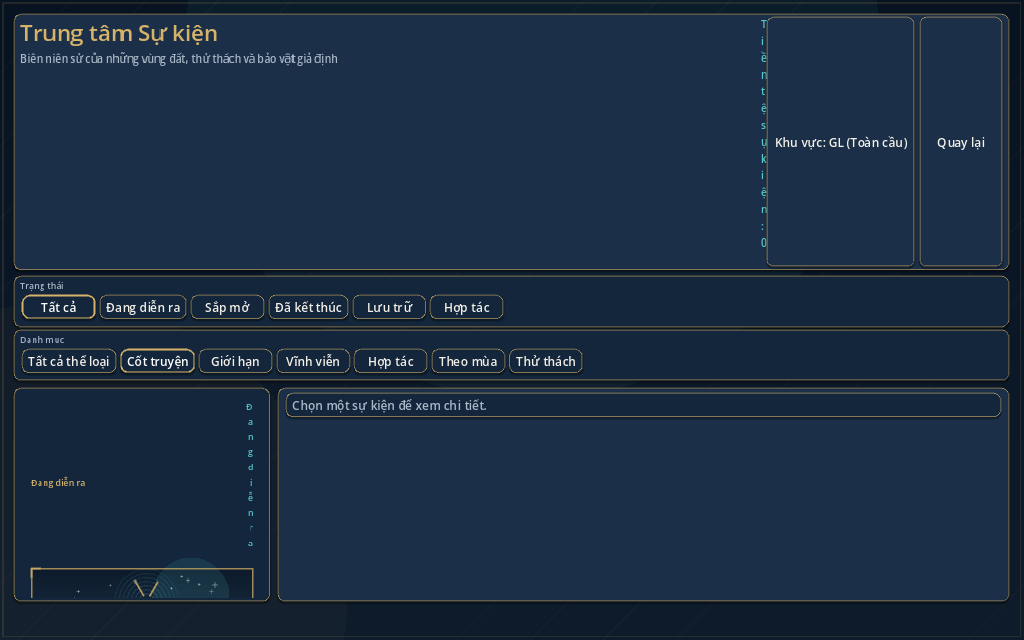 Trung tâm Sự kiện
Biên niên sử của những vùng đất, thử thách và bảo vật giả định
Tiền tệ sự kiện: 0
Khu vực: GL (Toàn cầu)
Quay lại
Trạng thái
Tất cả
Đang diễn ra
Sắp mở
Đã kết thúc
Lưu trữ
Hợp tác
Danh mục
Tất cả thể loại
Cốt truyện
Giới hạn
Vĩnh viễn
Hợp tác
Theo mùa
Thử thách
Đang diễn ra
Đang diễn ra
Chọn một sự kiện để xem chi tiết.